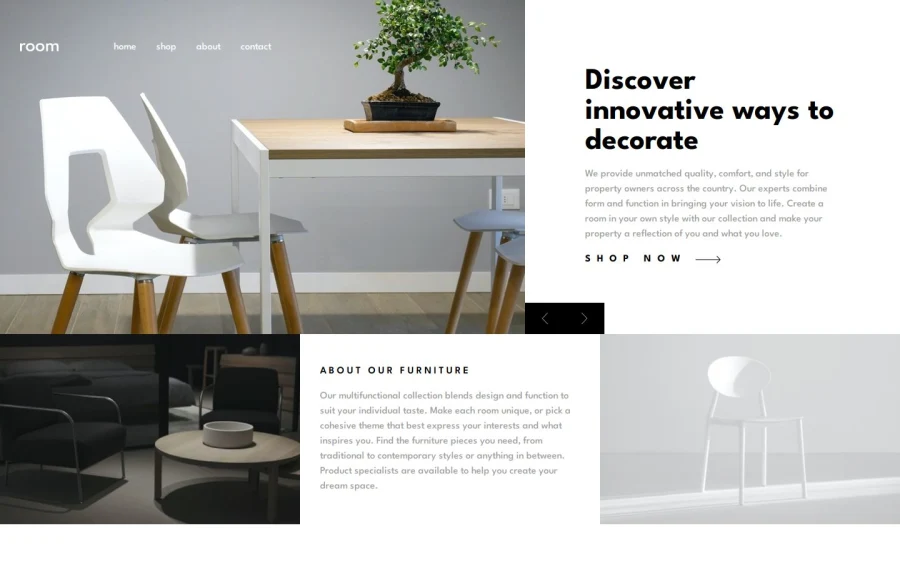 room
home shop about contact
Discover
innovative ways to
decorate
We provide unmatched quality, comfort, and style for
property owners across the country. Our experts combine
form and function in bringing your vision to life. Create a
room in your own style with our collection and make your
property a reflection of you and what you love.
SHOP NOW
ABOUT OUR FURNITURE
Our multifunctional collection blends design and function to
suit your individual taste. Make each room unique, or pick a
cohesive theme that best express your interests and what
inspires you. Find the furniture pieces you need, from
traditional to contemporary styles or anything in between.
Product specialists are available to help you create your
dream space.